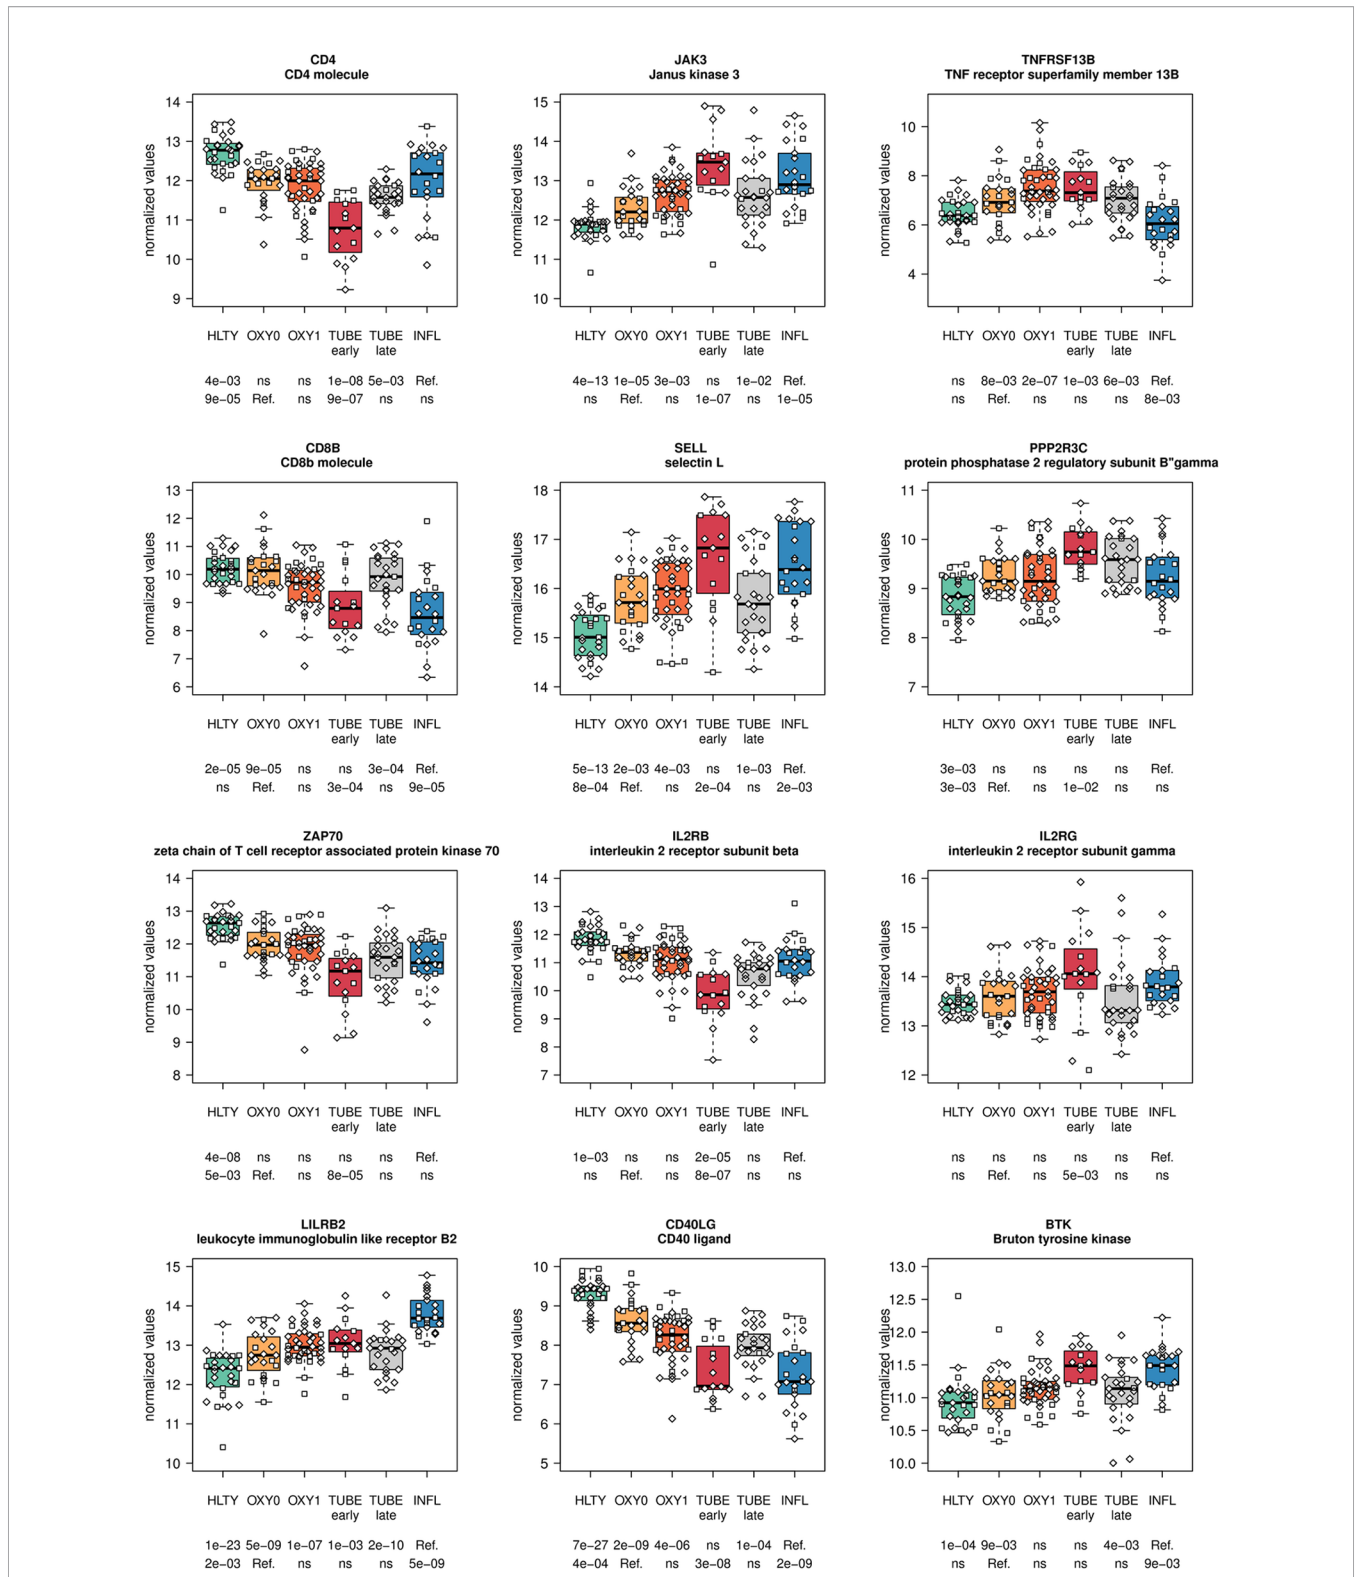 CD4
CD4 molecule
normalized values
14
13
12
11
10
9
HLTY OXY0 OXY1 TUBE TUBE INFL
early late
4e−03 ns ns 1e−08 5e−03 Ref.
9e−05 Ref. ns 9e−07 ns ns
JAK3
Janus kinase 3
normalized values
15
14
13
12
11
10
HLTY OXY0 OXY1 TUBE TUBE INFL
early late
4e−13 1e−05 3e−03 ns 1e−02 Ref.
ns Ref. ns 1e−07 ns 1e−05
TNFRSF13B
TNF receptor superfamily member 13B
normalized values
10
8
6
4
HLTY OXY0 OXY1 TUBE TUBE INFL
early late
ns 8e−03 2e−07 1e−03 6e−03 Ref.
ns Ref. ns ns ns 8e−03
CD8B
CD8b molecule
normalized values
13
12
11
10
9
8
7
6
HLTY OXY0 OXY1 TUBE TUBE INFL
early late
2e−05 9e−05 ns ns 3e−04 Ref.
ns Ref. ns 3e−04 ns 9e−05
SELL
selectin L
normalized values
18
17
16
15
14
HLTY OXY0 OXY1 TUBE TUBE INFL
early late
5e−13 2e−03 4e−03 ns 1e−03 Ref.
8e−04 Ref. ns 2e−04 ns 2e−03
PPP2R3C
protein phosphatase 2 regulatory subunit B"gamma
normalized values
11
10
9
8
7
HLTY OXY0 OXY1 TUBE TUBE INFL
early late
3e−03 ns ns ns ns Ref.
3e−03 Ref. ns 1e−02 ns ns
ZAP70
zeta chain of T cell receptor associated protein kinase 70
normalized values
14
13
12
11
10
9
8
HLTY OXY0 OXY1 TUBE TUBE INFL
early late
4e−08 ns ns ns ns Ref.
5e−03 Ref. ns 8e−05 ns ns
IL2RB
interleukin 2 receptor subunit beta
normalized values
14
13
12
11
10
9
8
7
HLTY OXY0 OXY1 TUBE TUBE INFL
early late
1e−03 ns ns 2e−05 ns Ref.
ns Ref. ns 8e−07 ns ns
IL2RG
interleukin 2 receptor subunit gamma
normalized values
16
15
14
13
12
HLTY OXY0 OXY1 TUBE TUBE INFL
early late
ns ns ns ns ns Ref.
ns Ref. ns 5e−03 ns ns
LILRB2
leukocyte immunoglobulin like receptor B2
normalized values
15
14
13
12
11
10
HLTY OXY0 OXY1 TUBE TUBE INFL
early late
1e−23 5e−09 1e−07 1e−03 2e−10 Ref.
2e−03 Ref. ns ns ns 5e−09
CD40LG
CD40 ligand
normalized values
10
9
8
7
6
5
HLTY OXY0 OXY1 TUBE TUBE INFL
early late
7e−27 2e−09 4e−06 ns 1e−04 Ref.
4e−04 Ref. ns 3e−08 ns 2e−09
BTK
Bruton tyrosine kinase
normalized values
13.0
12.5
12.0
11.5
11.0
10.5
10.0
HLTY OXY0 OXY1 TUBE TUBE INFL
early late
1e−04 9e−03 ns ns 4e−03 Ref.
ns Ref. ns ns ns 9e−03